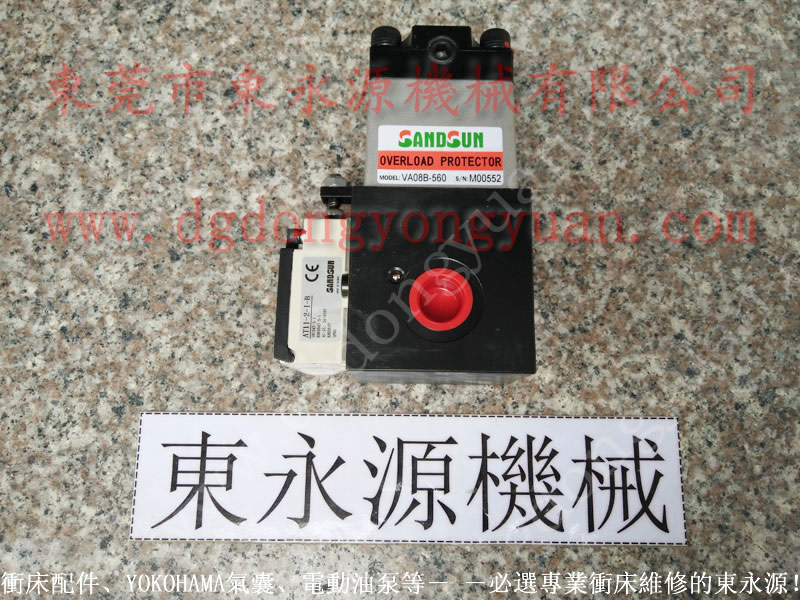 東莞市東永源機械有限公司
SANDSUN
OVERLOAD PROTECTOR
MODEL: VA08B-560 S/N: M00552
www.dgdongyongyuan.com
CE
SANDSUN
AT11-2-1-B
東永源機械
衝床配件、YOKOHAMA氣囊、電動油泵等－－必選專業衝床維修的東永源！